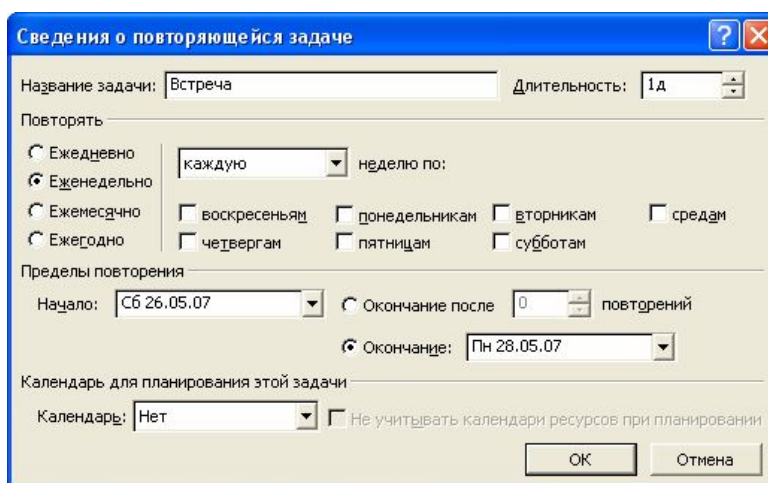 Сведения о повторяющейся задаче
Название задачи: Встреча Длительность: 1д
Повторять
Ежедневно
Еженедельно
Ежемесячно
Ежегодно
каждую неделю по:
воскресеньям понедельникам вторникам средам
четвергам пятницам субботам
Пределы повторения
Начало: Сб 26.05.07 Окончание после 0 повторений
Окончание: Пн 28.05.07
Календарь для планирования этой задачи
Календарь: Нет Не учитывать календари ресурсов при планировании
ОК Отмена